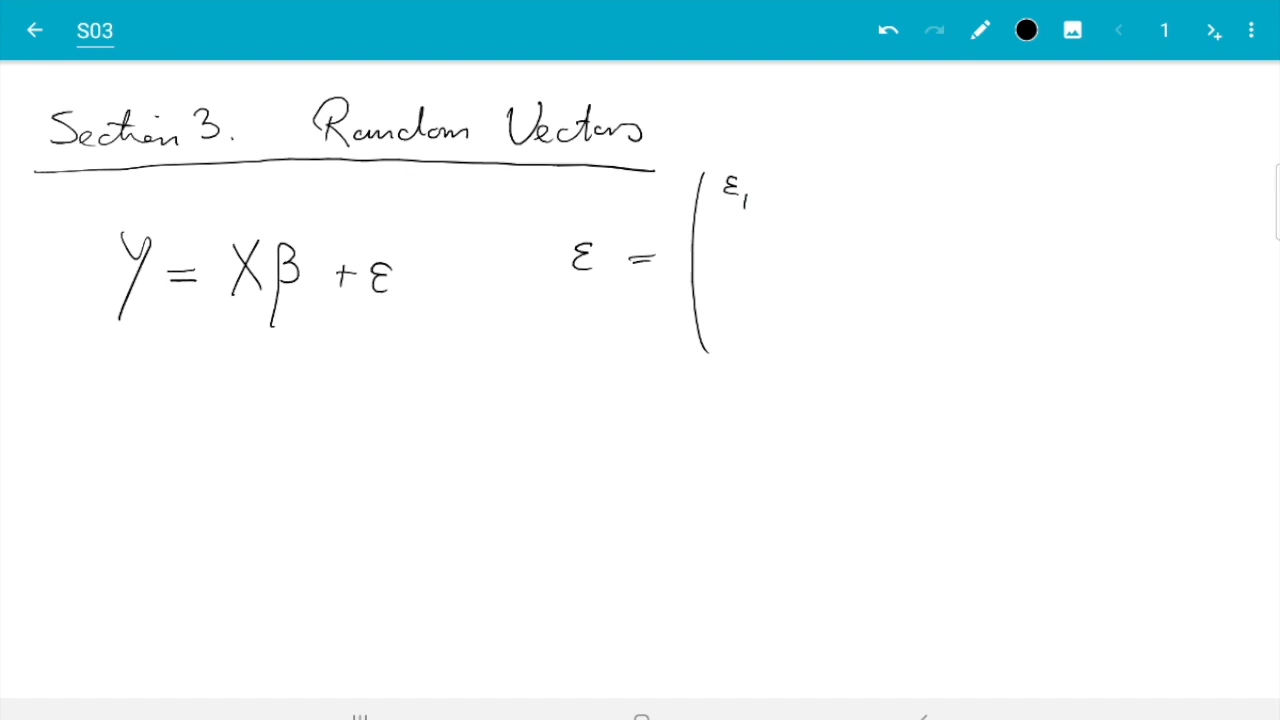 S03
1
Section 3. Random Vectors
Y = Xβ + ε
ε = ( ε₁